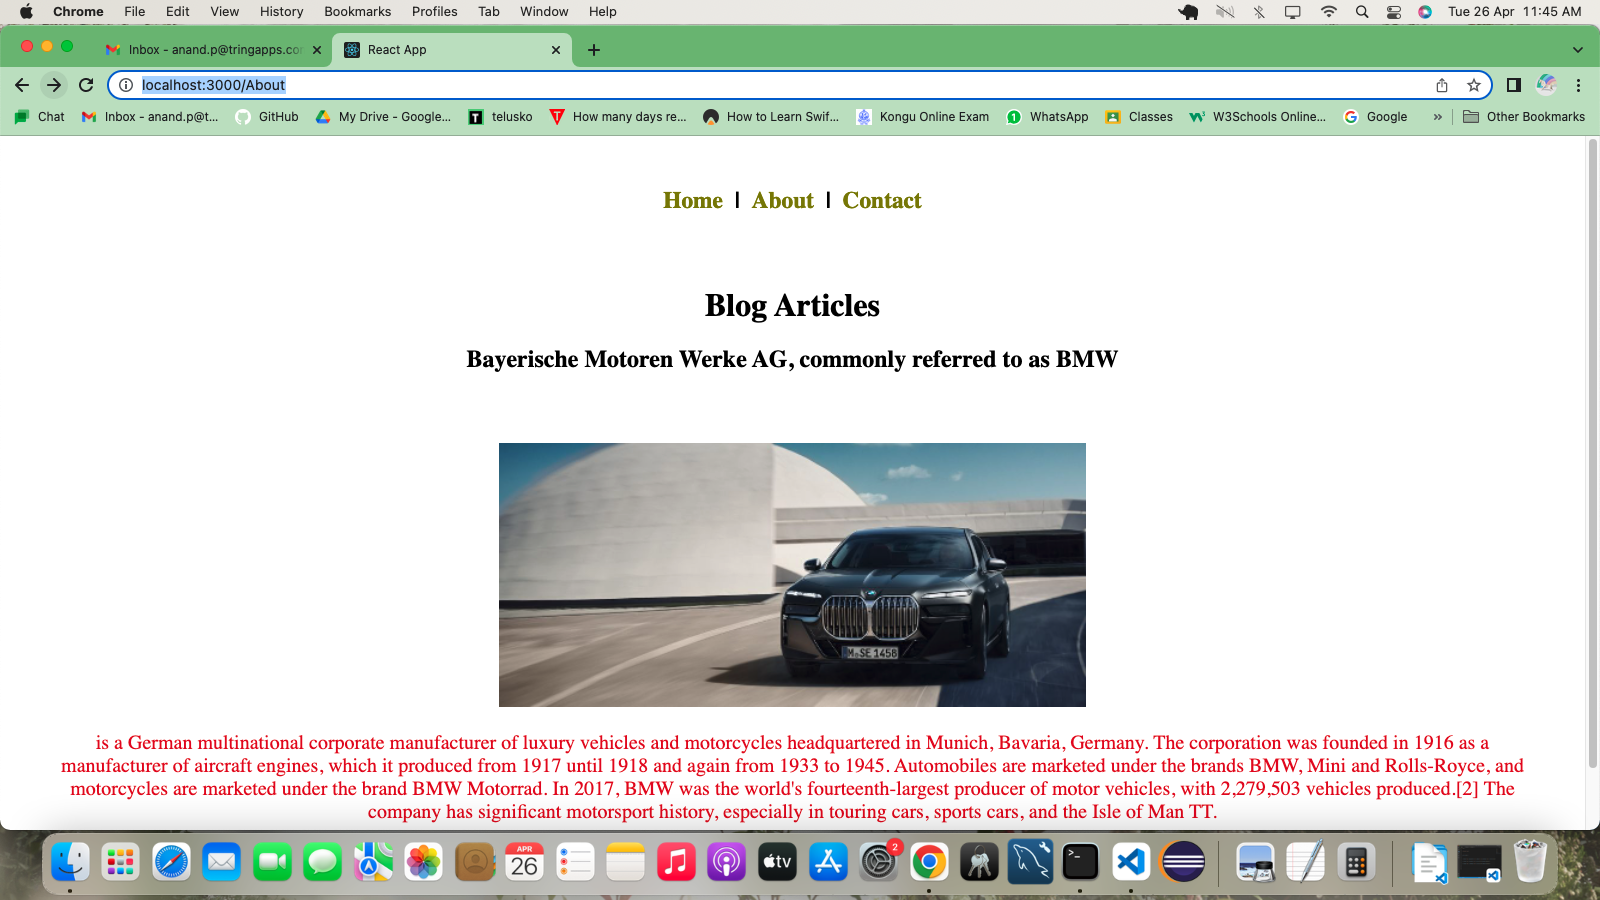 Chrome File Edit View History Bookmarks Profiles Tab Window Help Tue 26 Apr 11:45 AM
Inbox - anand.p@tringapps.cor React App
localhost:3000/About
Chat Inbox - anand.p@t... GitHub My Drive - Google... T telusko T How many days re... How to Learn Swif... Kongu Online Exam 1 WhatsApp Classes W3Schools Online... G Google » Other Bookmarks
Home | About | Contact
Blog Articles
Bayerische Motoren Werke AG, commonly referred to as BMW
M SE 1458
is a German multinational corporate manufacturer of luxury vehicles and motorcycles headquartered in Munich, Bavaria, Germany. The corporation was founded in 1916 as a
manufacturer of aircraft engines, which it produced from 1917 until 1918 and again from 1933 to 1945. Automobiles are marketed under the brands BMW, Mini and Rolls-Royce, and
motorcycles are marketed under the brand BMW Motorrad. In 2017, BMW was the world's fourteenth-largest producer of motor vehicles, with 2,279,503 vehicles produced.[2] The
company has significant motorsport history, especially in touring cars, sports cars, and the Isle of Man TT.
APR
26
tv
2
>_